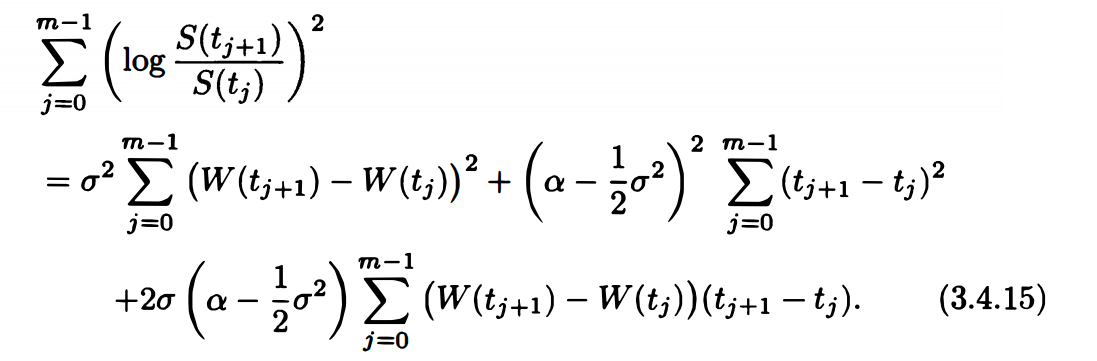 \sum_{j=0}^{m-1} \left( \log \frac{S(t_{j+1})}{S(t_j)} \right)^2
= \sigma^2 \sum_{j=0}^{m-1} \left( W(t_{j+1}) - W(t_j) \right)^2 + \left( \alpha - \frac{1}{2} \sigma^2 \right)^2 \sum_{j=0}^{m-1} (t_{j+1} - t_j)^2
+2\sigma \left( \alpha - \frac{1}{2} \sigma^2 \right) \sum_{j=0}^{m-1} \left( W(t_{j+1}) - W(t_j) \right)(t_{j+1} - t_j). (3.4.15)